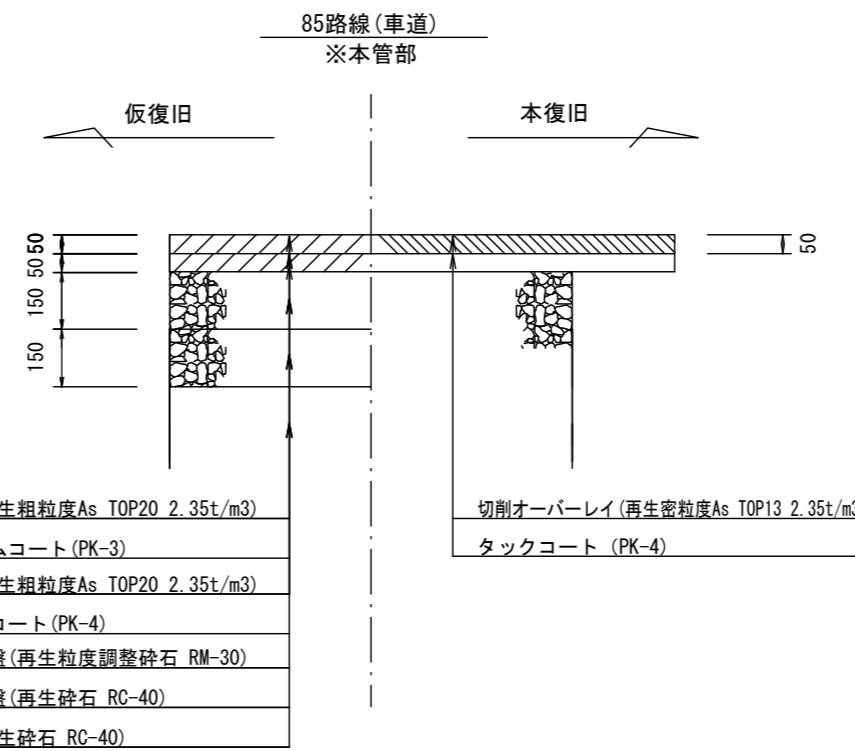 85路線(車道)
※本管部
仮復旧
本復旧
50
50
150
150
50
生粗粒度As TOP20 2.35t/m3)
ムコート(PK-3)
生粗粒度As TOP20 2.35t/m3)
コート(PK-4)
盤(再生粒度調整砕石 RM-30)
盤(再生砕石 RC-40)
生砕石 RC-40)
切削オーバーレイ(再生密粒度As TOP13 2.35t/m3
タックコート (PK-4)